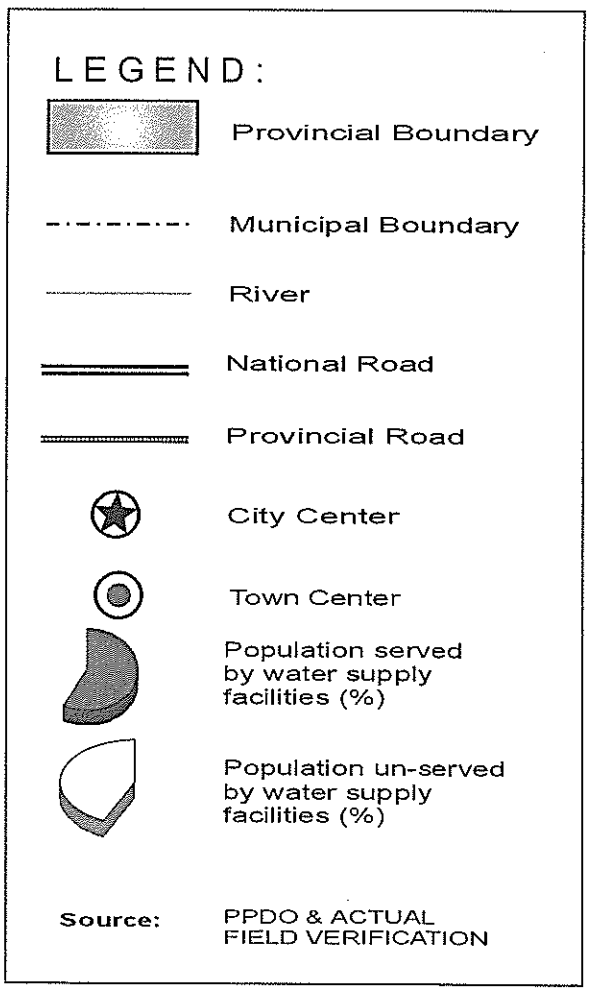 LEGEND:
Provincial Boundary
Municipal Boundary
River
National Road
Provincial Road
City Center
Town Center
Population served
by water supply
facilities (%)
Population un-served
by water supply
facilities (%)
Source: PPDO & ACTUAL
FIELD VERIFICATION